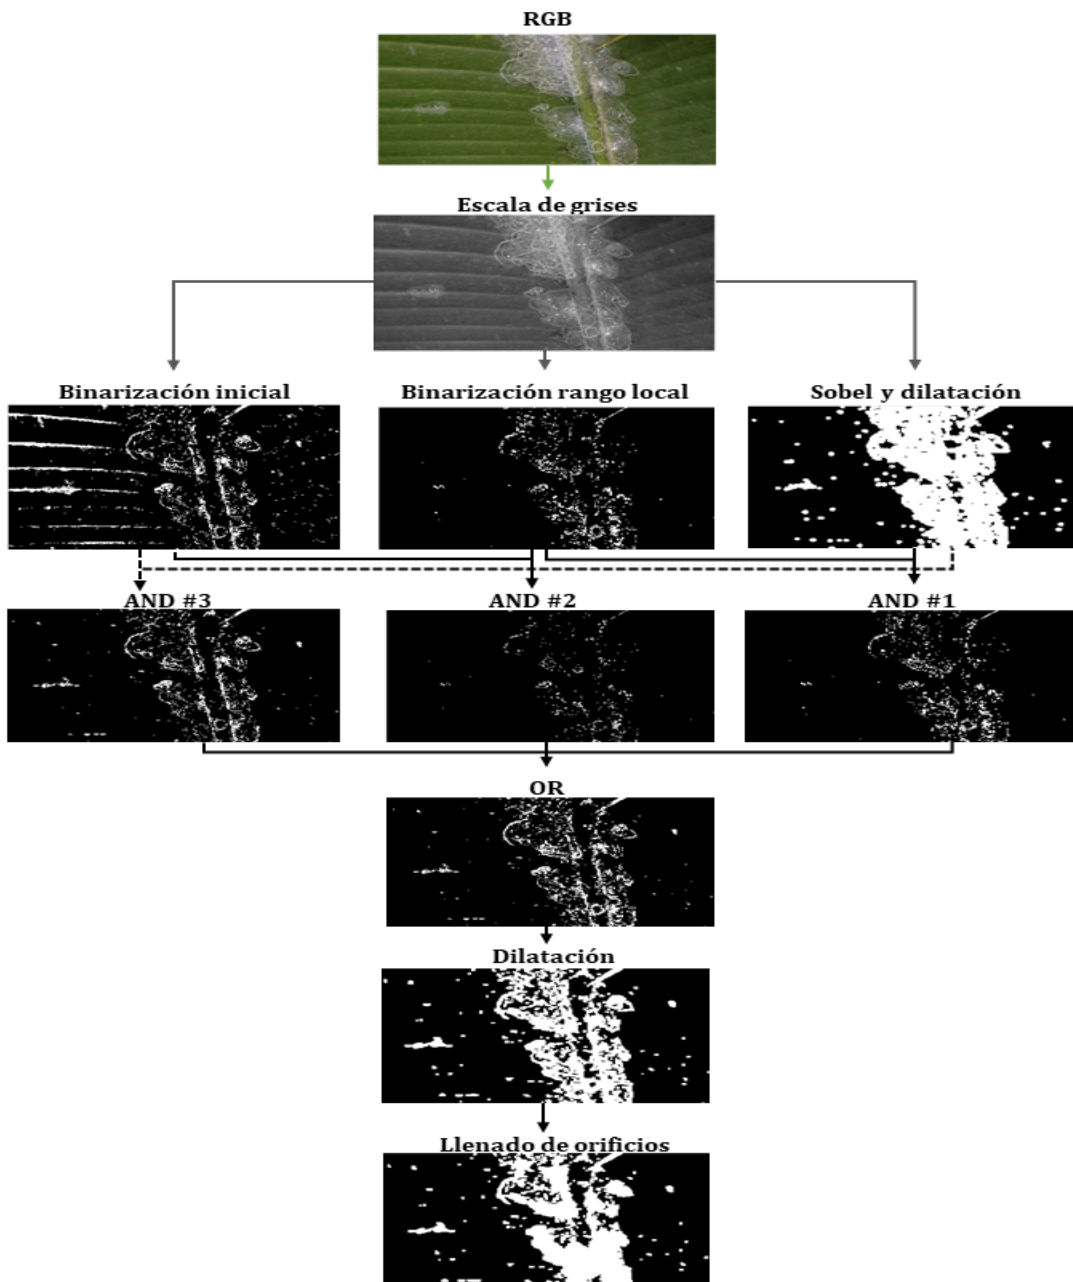 RGB
Escala de grises
Binarización inicial
Binarización rango local
Sobel y dilatación
AND #3
AND #2
AND #1
OR
Dilatación
Llenado de orificios